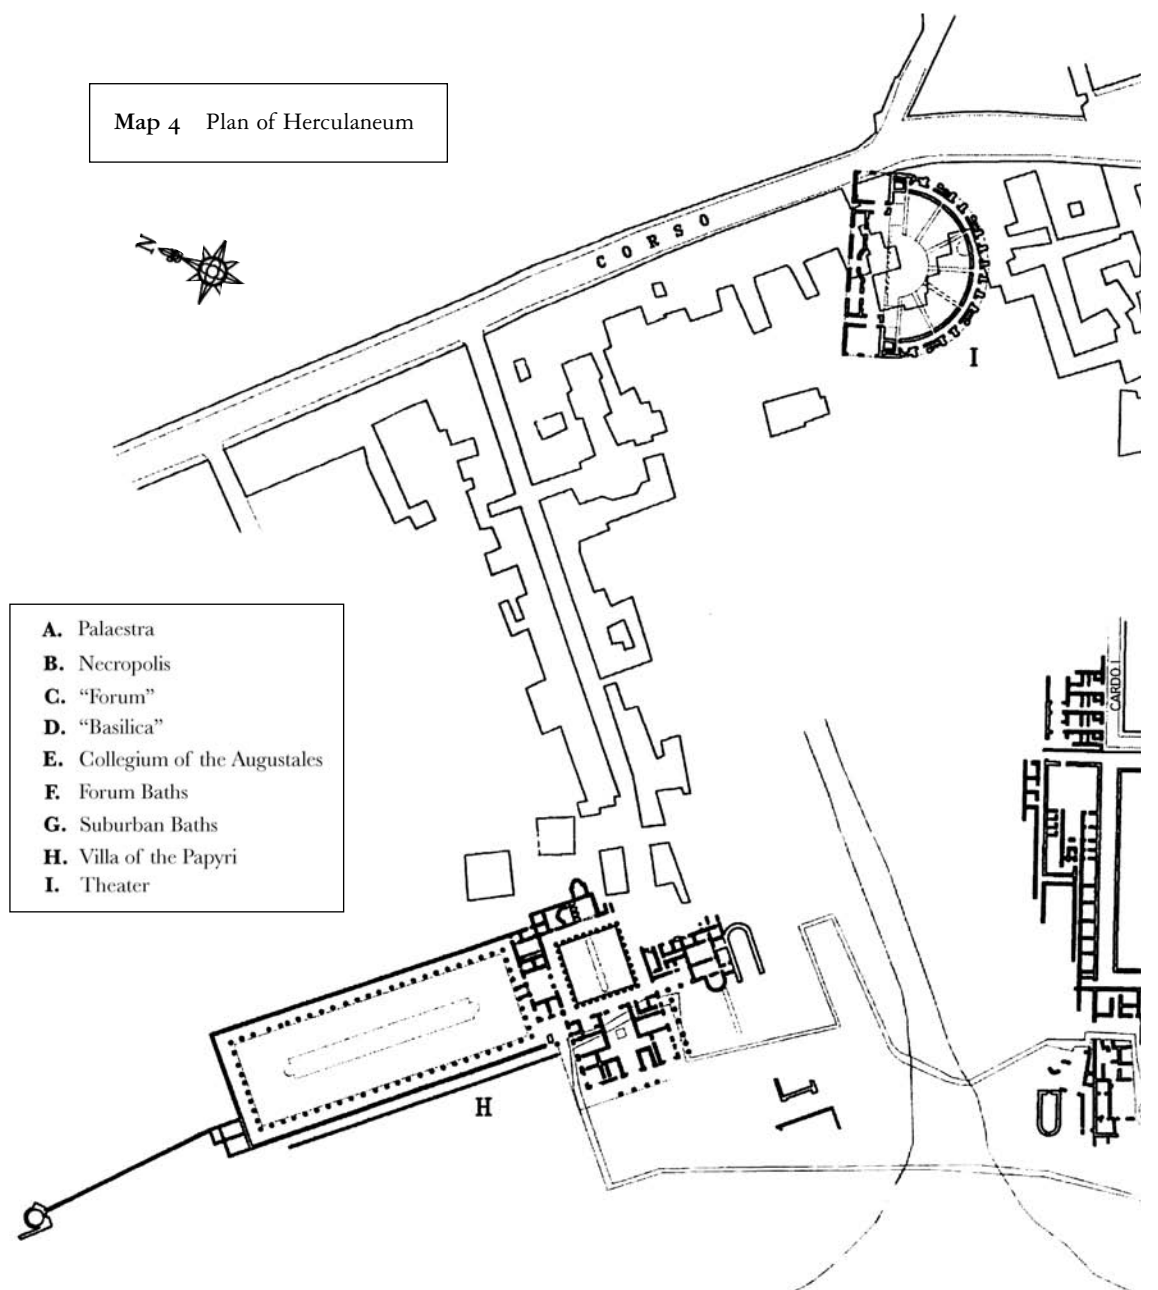 Map 4 Plan of Herculaneum
N
CORSO
I
A. Palaestra
B. Necropolis
C. “Forum”
D. “Basilica”
E. Collegium of the Augustales
F. Forum Baths
G. Suburban Baths
H. Villa of the Papyri
I. Theater
CARDO I
H